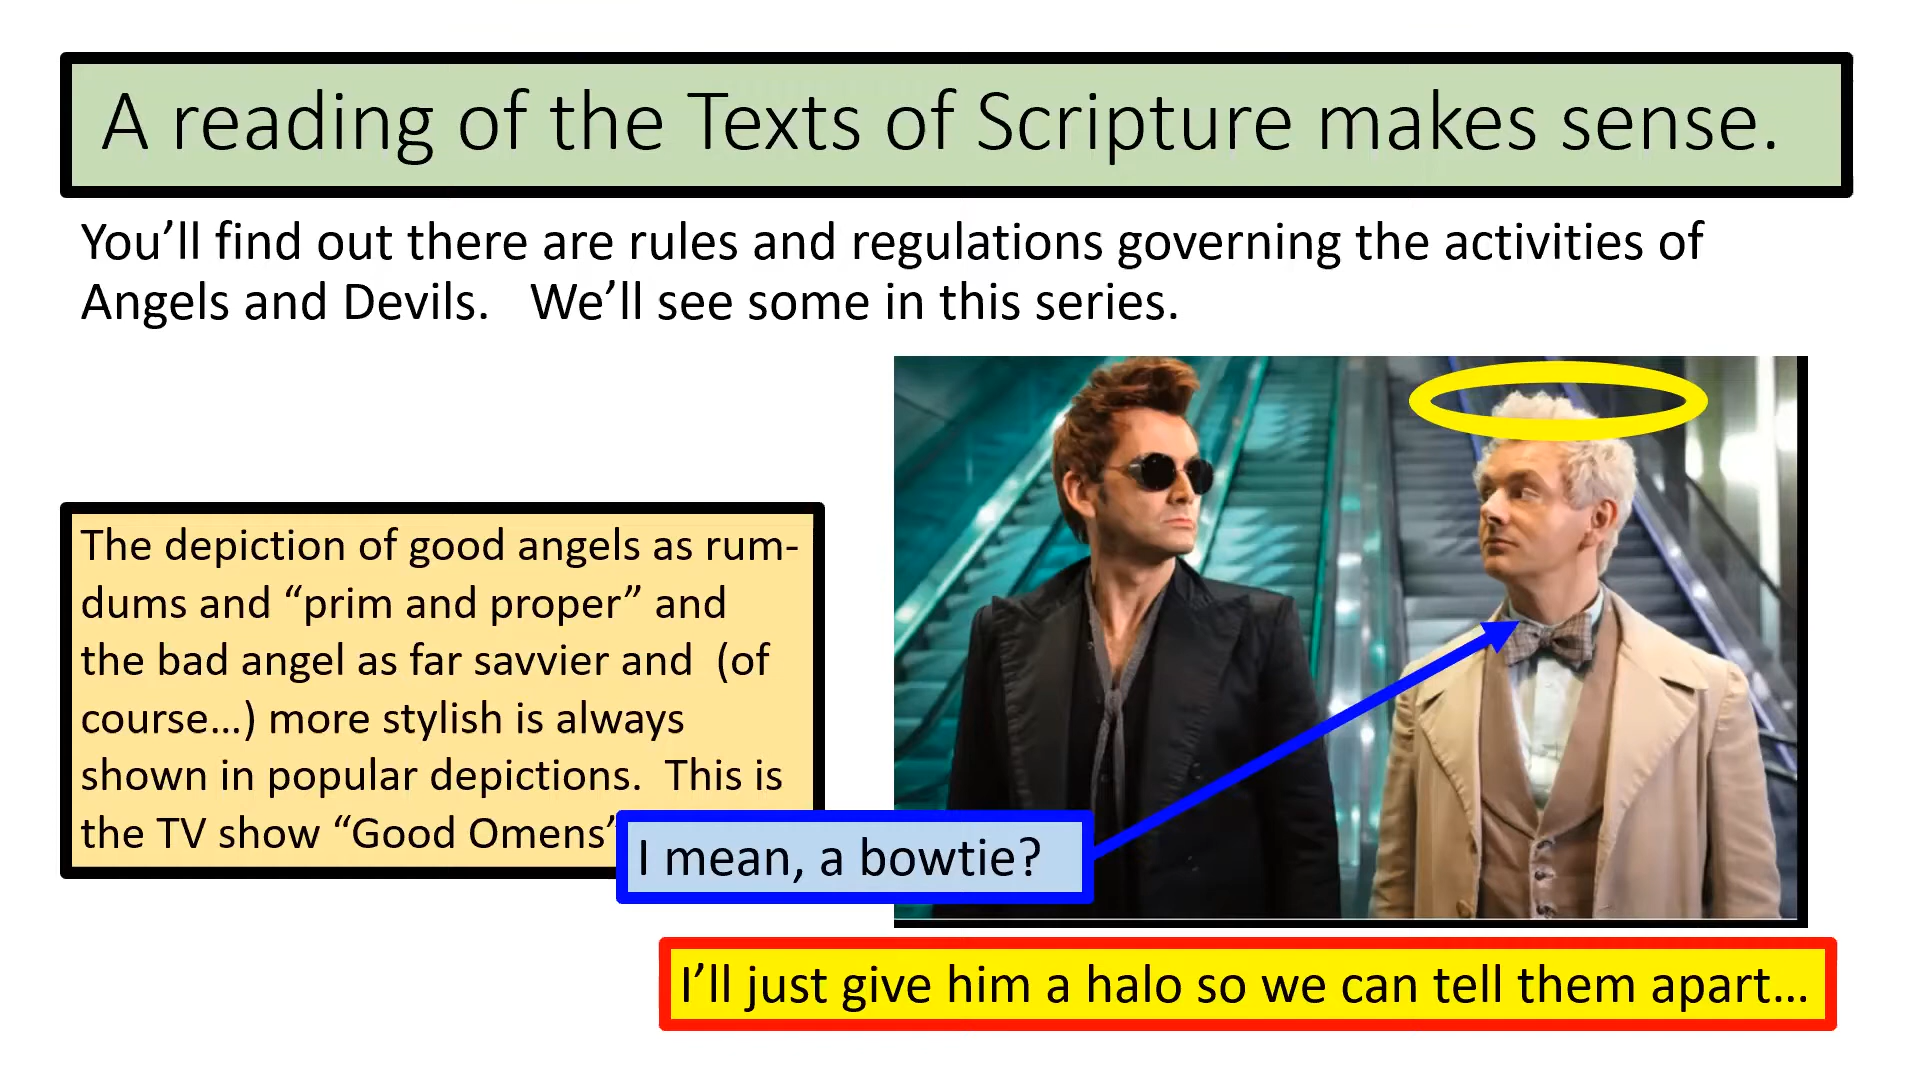 A reading of the Texts of Scripture makes sense.
You’ll find out there are rules and regulations governing the activities of
Angels and Devils.   We’ll see some in this series.
The depiction of good angels as rum-
dums and “prim and proper” and
the bad angel as far savvier and  (of
course…) more stylish is always
shown in popular depictions.  This is
the TV show “Good Omens”
I mean, a bowtie?
I’ll just give him a halo so we can tell them apart…